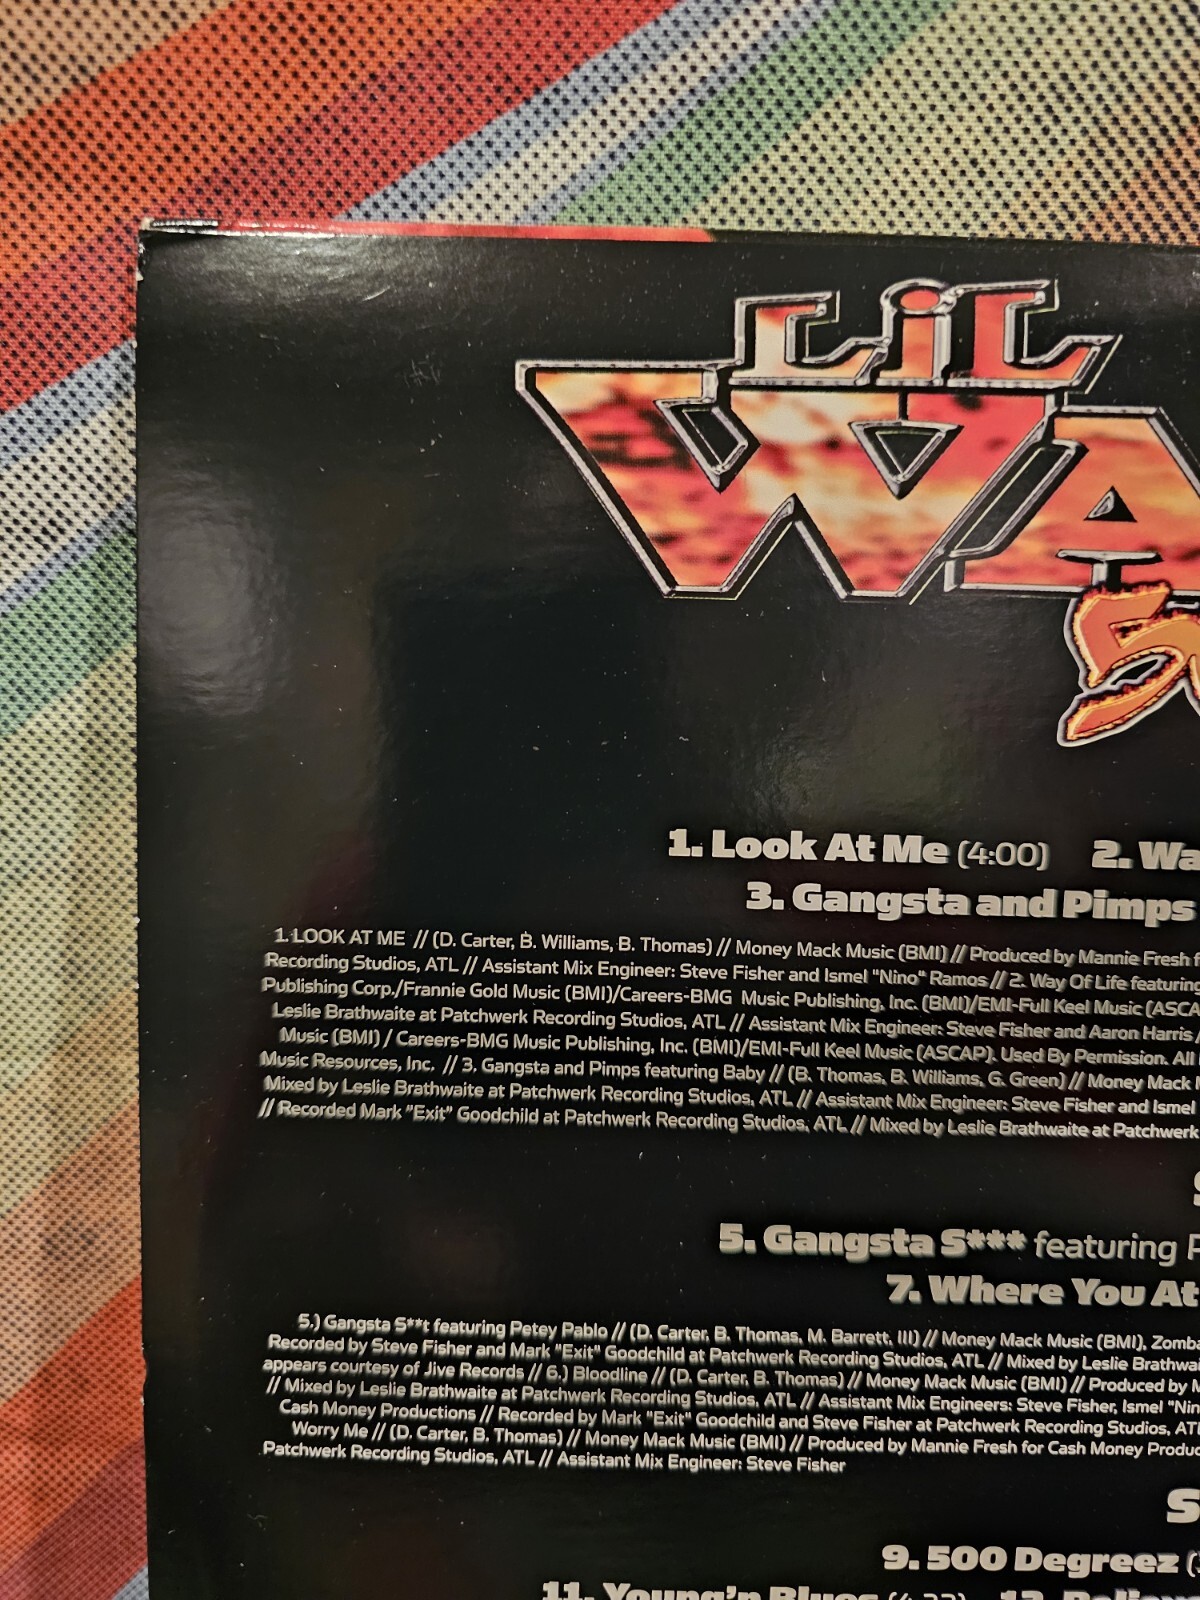 LiL
WA
50
1. Look At Me (4:00) 2. Wa
3. Gangsta and Pimps
1. LOOK AT ME // (D. Carter, B. Williams, B. Thomas) // Money Mack Music (BMI) // Produced by Mannie Fresh f
Recording Studios, ATL // Assistant Mix Engineer: Steve Fisher and Ismel "Nino" Ramos // 2. Way Of Life featuring
Publishing Corp./Frannie Gold Music (BMI)/Careers-BMG Music Publishing, Inc. (BMI)/EMI-Full Keel Music (ASCA
Leslie Brathwaite at Patchwerk Recording Studios, ATL // Assistant Mix Engineer: Steve Fisher and Aaron Harris /
Music (BMI) / Careers-BMG Music Publishing, Inc. (BMI)/EMI-Full Keel Music (ASCAP). Used By Permission. All
Music Resources, Inc. // 3. Gangsta and Pimps featuring Baby // (B. Thomas, B. Williams, G. Green) // Money Mack
Mixed by Leslie Brathwaite at Patchwerk Recording Studios, ATL // Assistant Mix Engineer: Steve Fisher and Ismel
// Recorded Mark "Exit" Goodchild at Patchwerk Recording Studios, ATL // Mixed by Leslie Brathwaite at Patchwerk
5. Gangsta S*** featuring P
7. Where You At
5.) Gangsta S**t featuring Petey Pablo // (D. Carter, B. Thomas, M. Barrett, III) // Money Mack Music (BMI), Zomba
Recorded by Steve Fisher and Mark "Exit" Goodchild at Patchwerk Recording Studios, ATL // Mixed by Leslie Brathwai
appears courtesy of Jive Records // 6.) Bloodline // (D. Carter, B. Thomas) // Money Mack Music (BMI) // Produced by M
// Mixed by Leslie Brathwaite at Patchwerk Recording Studios, ATL // Assistant Mix Engineers: Steve Fisher, Ismel "Nin
Cash Money Productions // Recorded by Mark "Exit" Goodchild and Steve Fisher at Patchwerk Recording Studios, ATL
Worry Me // (D. Carter, B. Thomas) // Money Mack Music (BMI) // Produced by Mannie Fresh for Cash Money Produc
Patchwerk Recording Studios, ATL // Assistant Mix Engineer: Steve Fisher
S
9. 500 Degreez (3
11. Young'n Blues (4:22) 12. Believe